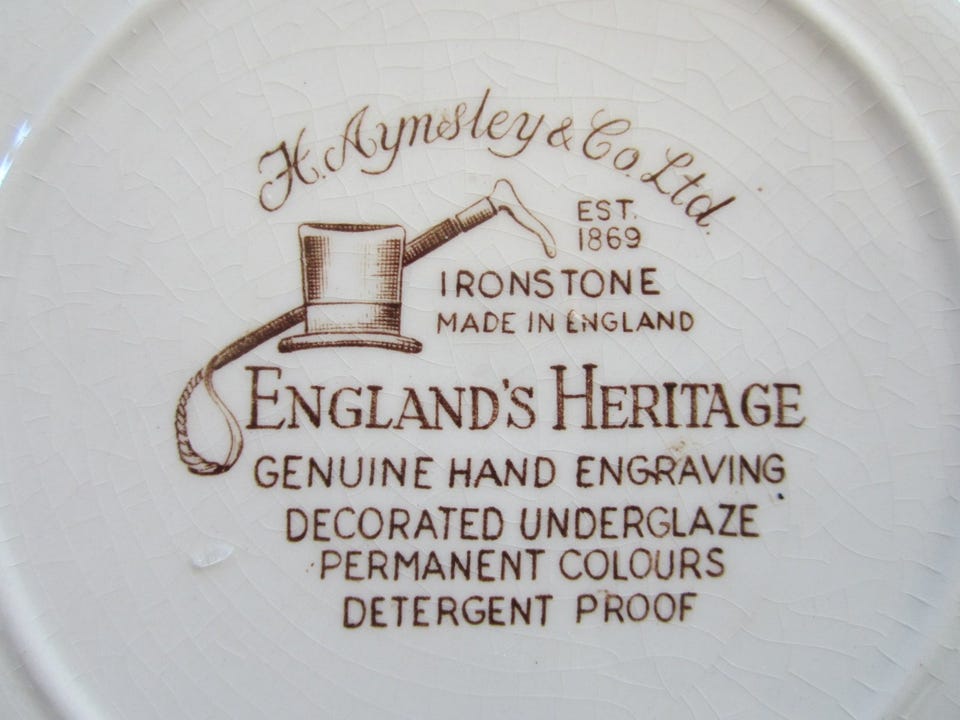 H. Aynsley & Co. Ltd.
EST.
1869
IRONSTONE
MADE IN ENGLAND
ENGLAND'S HERITAGE
GENUINE HAND ENGRAVING
DECORATED UNDERGLAZE
PERMANENT COLOURS
DETERGENT PROOF